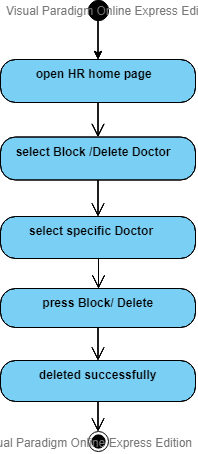 Visual Paradigm Online Express Edi
open HR home page
select Block /Delete Doctor
select specific Doctor
press Block/ Delete
deleted successfully
ual Paradigm Online Express Edition